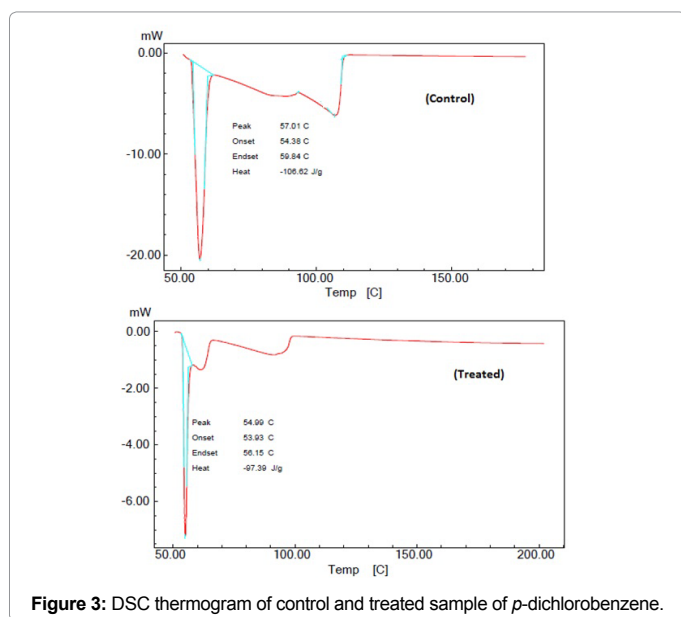 mW
0.00
(Control)
Peak 57.01 C
Onset 54.38 C
Endset 59.84 C
Heat -106.62 J/g
-10.00
-20.00
50.00 100.00 150.00
Temp [C]
mW
0.00
(Treated)
-2.00
Peak 54.99 C
Onset 53.93 C
Endset 56.15 C
Heat -97.39 J/g
-4.00
-6.00
50.00 100.00 150.00 200.00
Temp [C]
Figure 3: DSC thermogram of control and treated sample of p-dichlorobenzene.